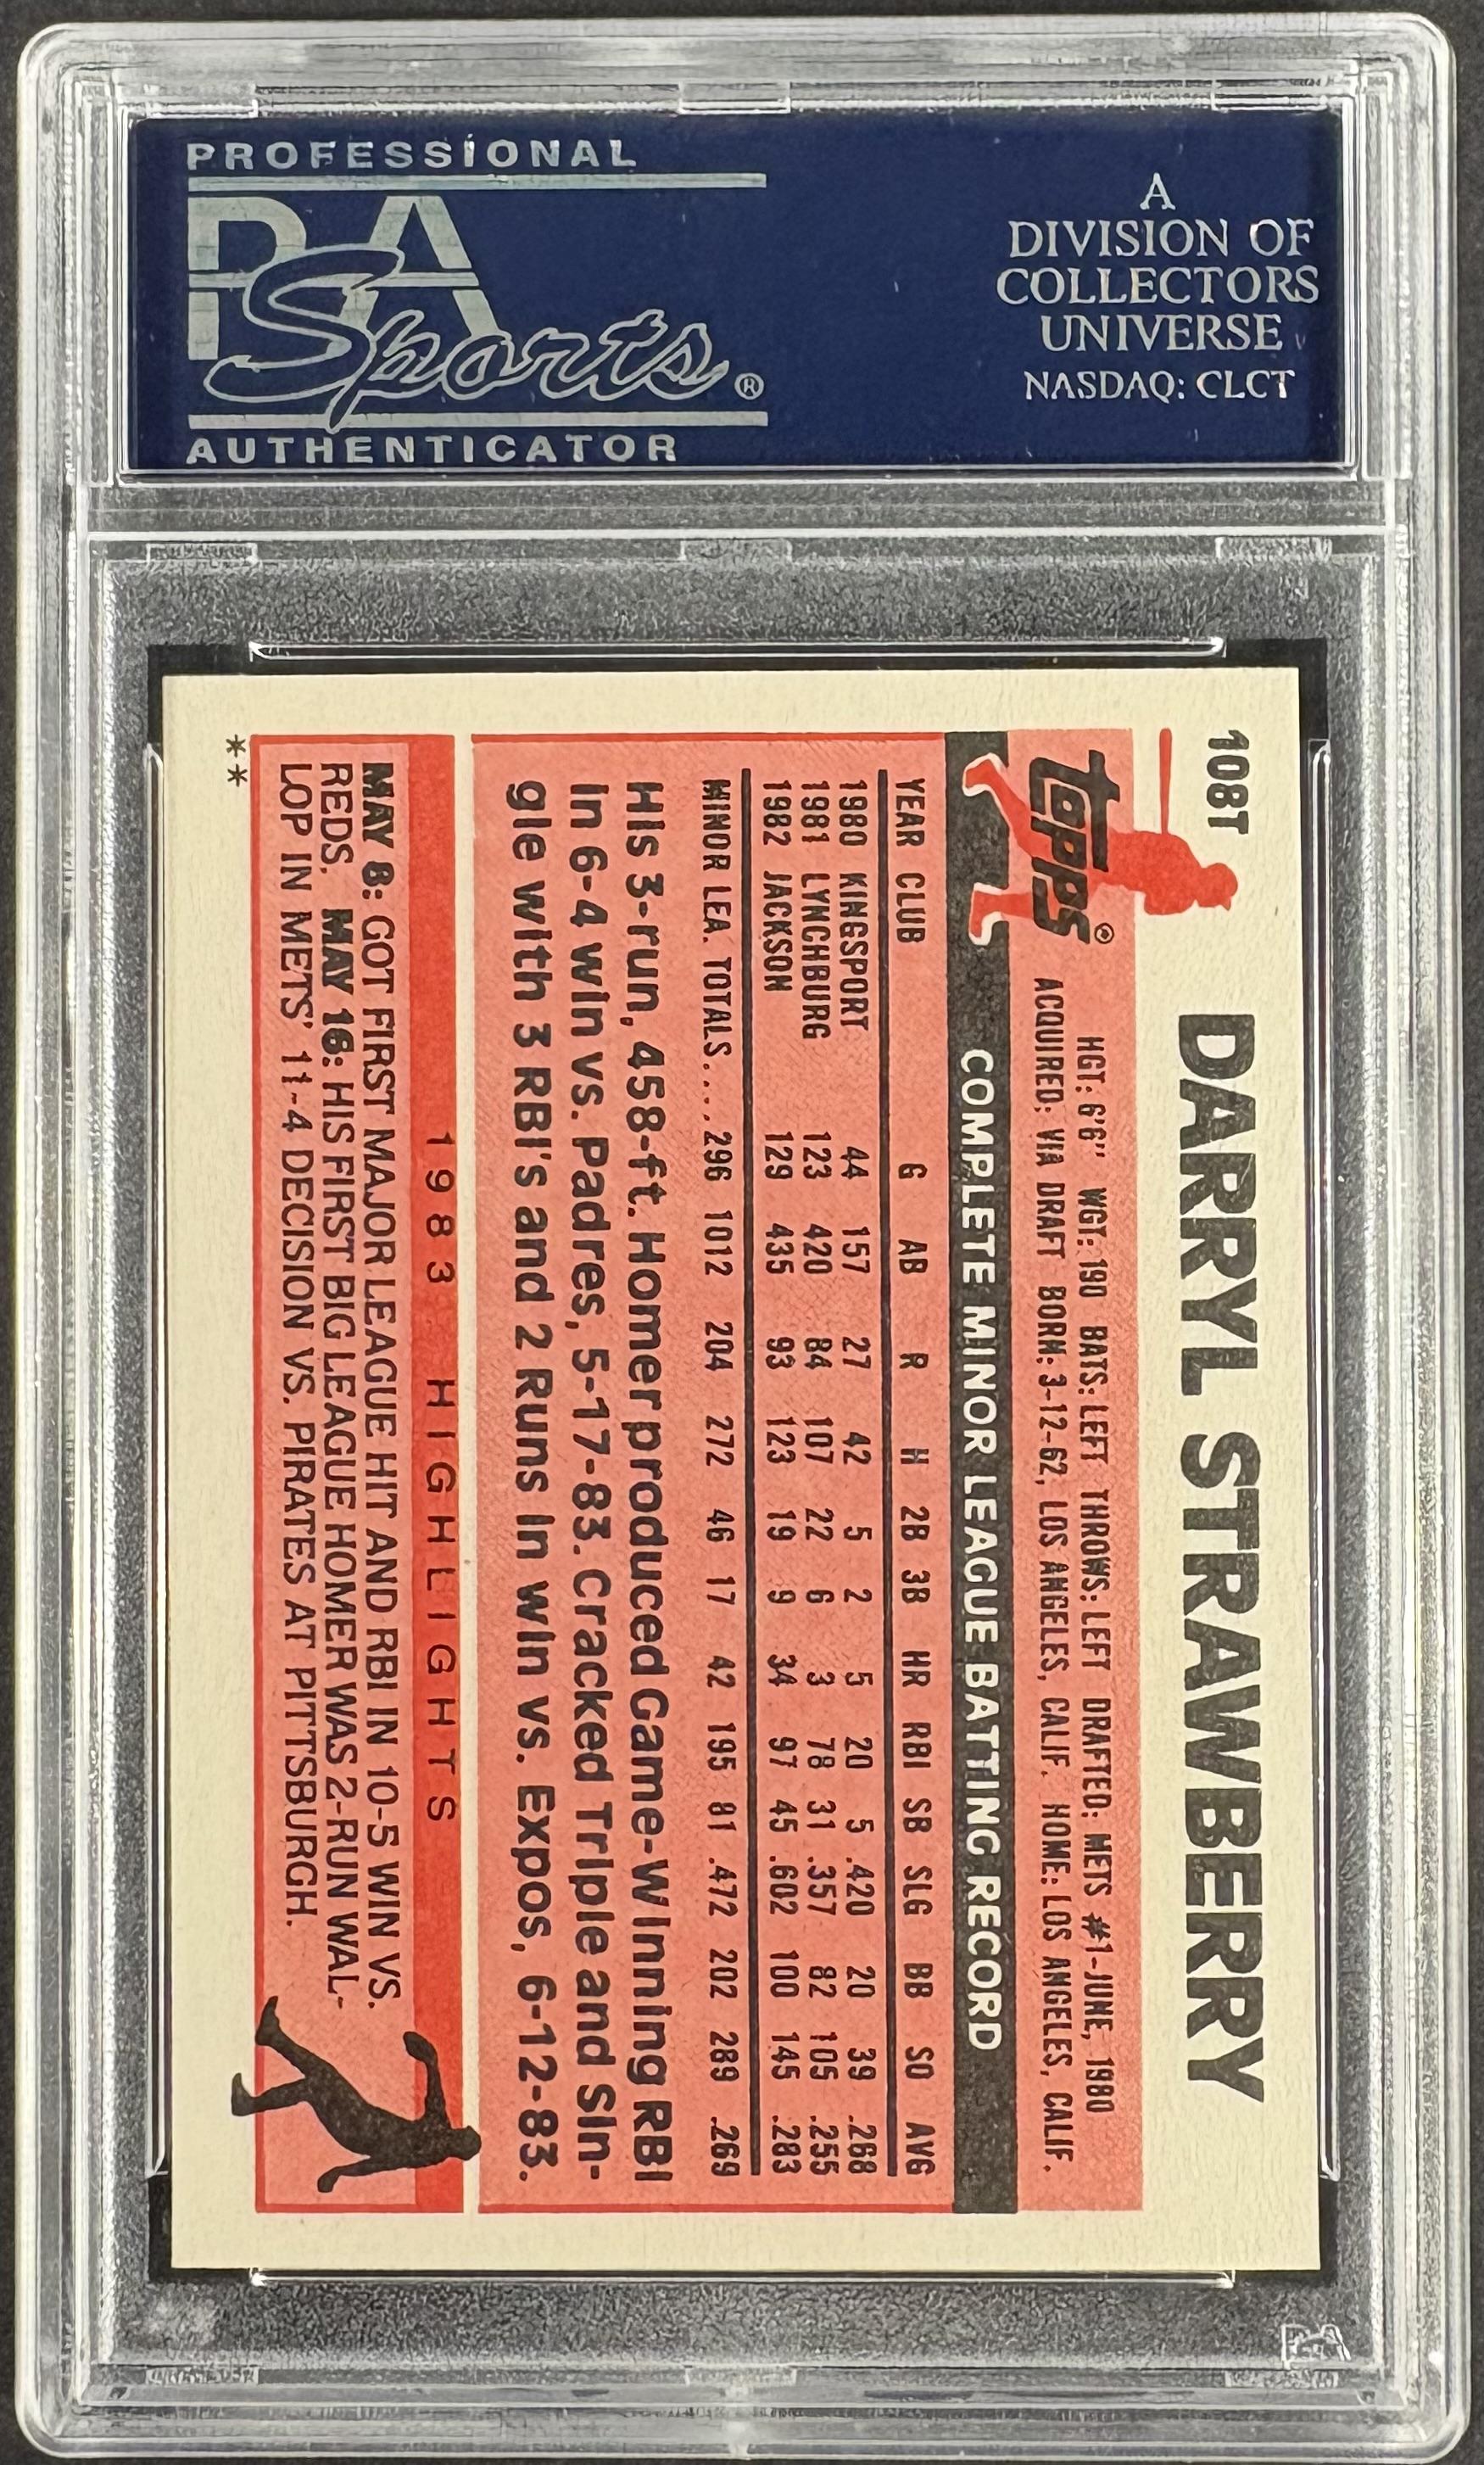 PROFESSIONAL
PSA
Sports®
AUTHENTICATOR
A
DIVISION OF
COLLECTORS
UNIVERSE
NASDAQ: CLCT
108T DARRYL STRAWBERRY
topps®
HGT: 6'6" WGT: 190 BATS: LEFT THROWS: LEFT DRAFTED: METS #1-JUNE, 1980
ACQUIRED: VIA DRAFT BORN: 3-12-62, LOS ANGELES, CALIF. HOME: LOS ANGELES, CALIF.
COMPLETE MINOR LEAGUE BATTING RECORD
YEAR CLUB G AB R H 2B 3B HR RBI SB SLG BB SO AVG
1980 KINGSPORT 44 157 27 42 5 2 5 20 5 .420 20 39 .268
1981 LYNCHBURG 123 420 84 107 22 6 3 78 31 .357 82 105 .255
1982 JACKSON 129 435 93 123 19 9 34 97 45 .602 100 145 .283
MINOR LEA. TOTALS.... 296 1012 204 272 46 17 42 195 81 .472 202 289 .269
His 3-run, 458-ft. Homer produced Game-Winning RBI
in 6-4 win vs. Padres, 5-17-83. Cracked Triple and Sin-
gle with 3 RBI's and 2 Runs in win vs. Expos, 6-12-83.
1983 HIGHLIGHTS
MAY 8: GOT FIRST MAJOR LEAGUE HIT AND RBI IN 10-5 WIN VS.
REDS. MAY 16: HIS FIRST BIG LEAGUE HOMER WAS 2-RUN WAL-
LOP IN METS' 11-4 DECISION VS. PIRATES AT PITTSBURGH.
**
PSA